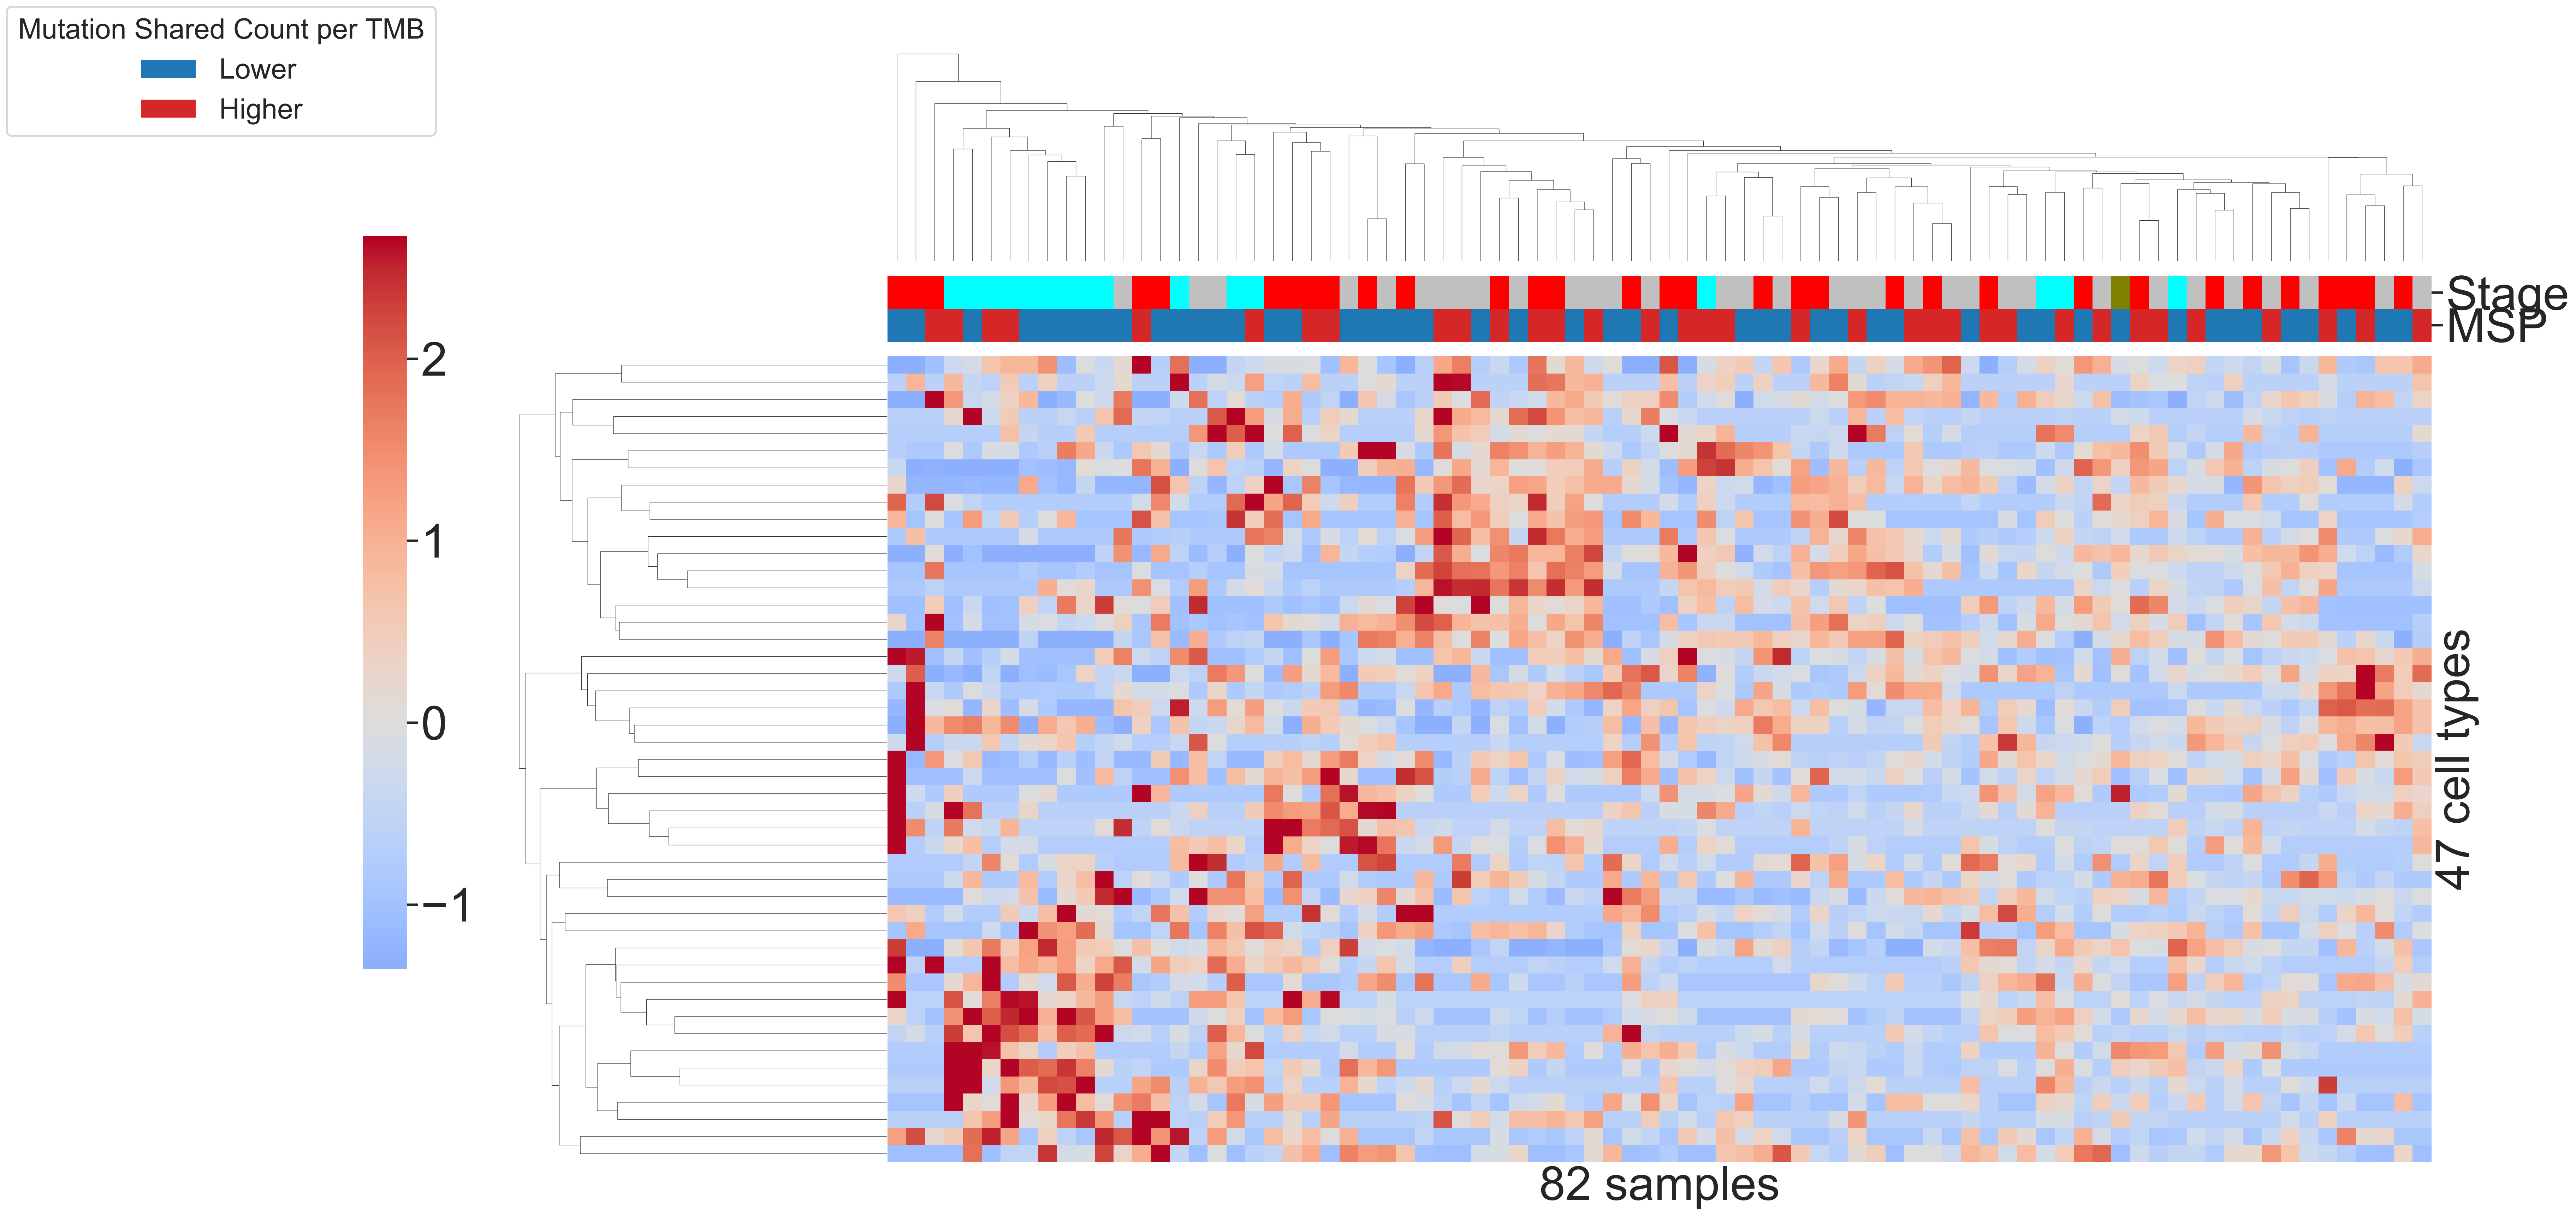 Mutation Shared Count per TMB
Lower
Higher
Stage
MSP
2
1
0
−1
47 cell types
82 samples